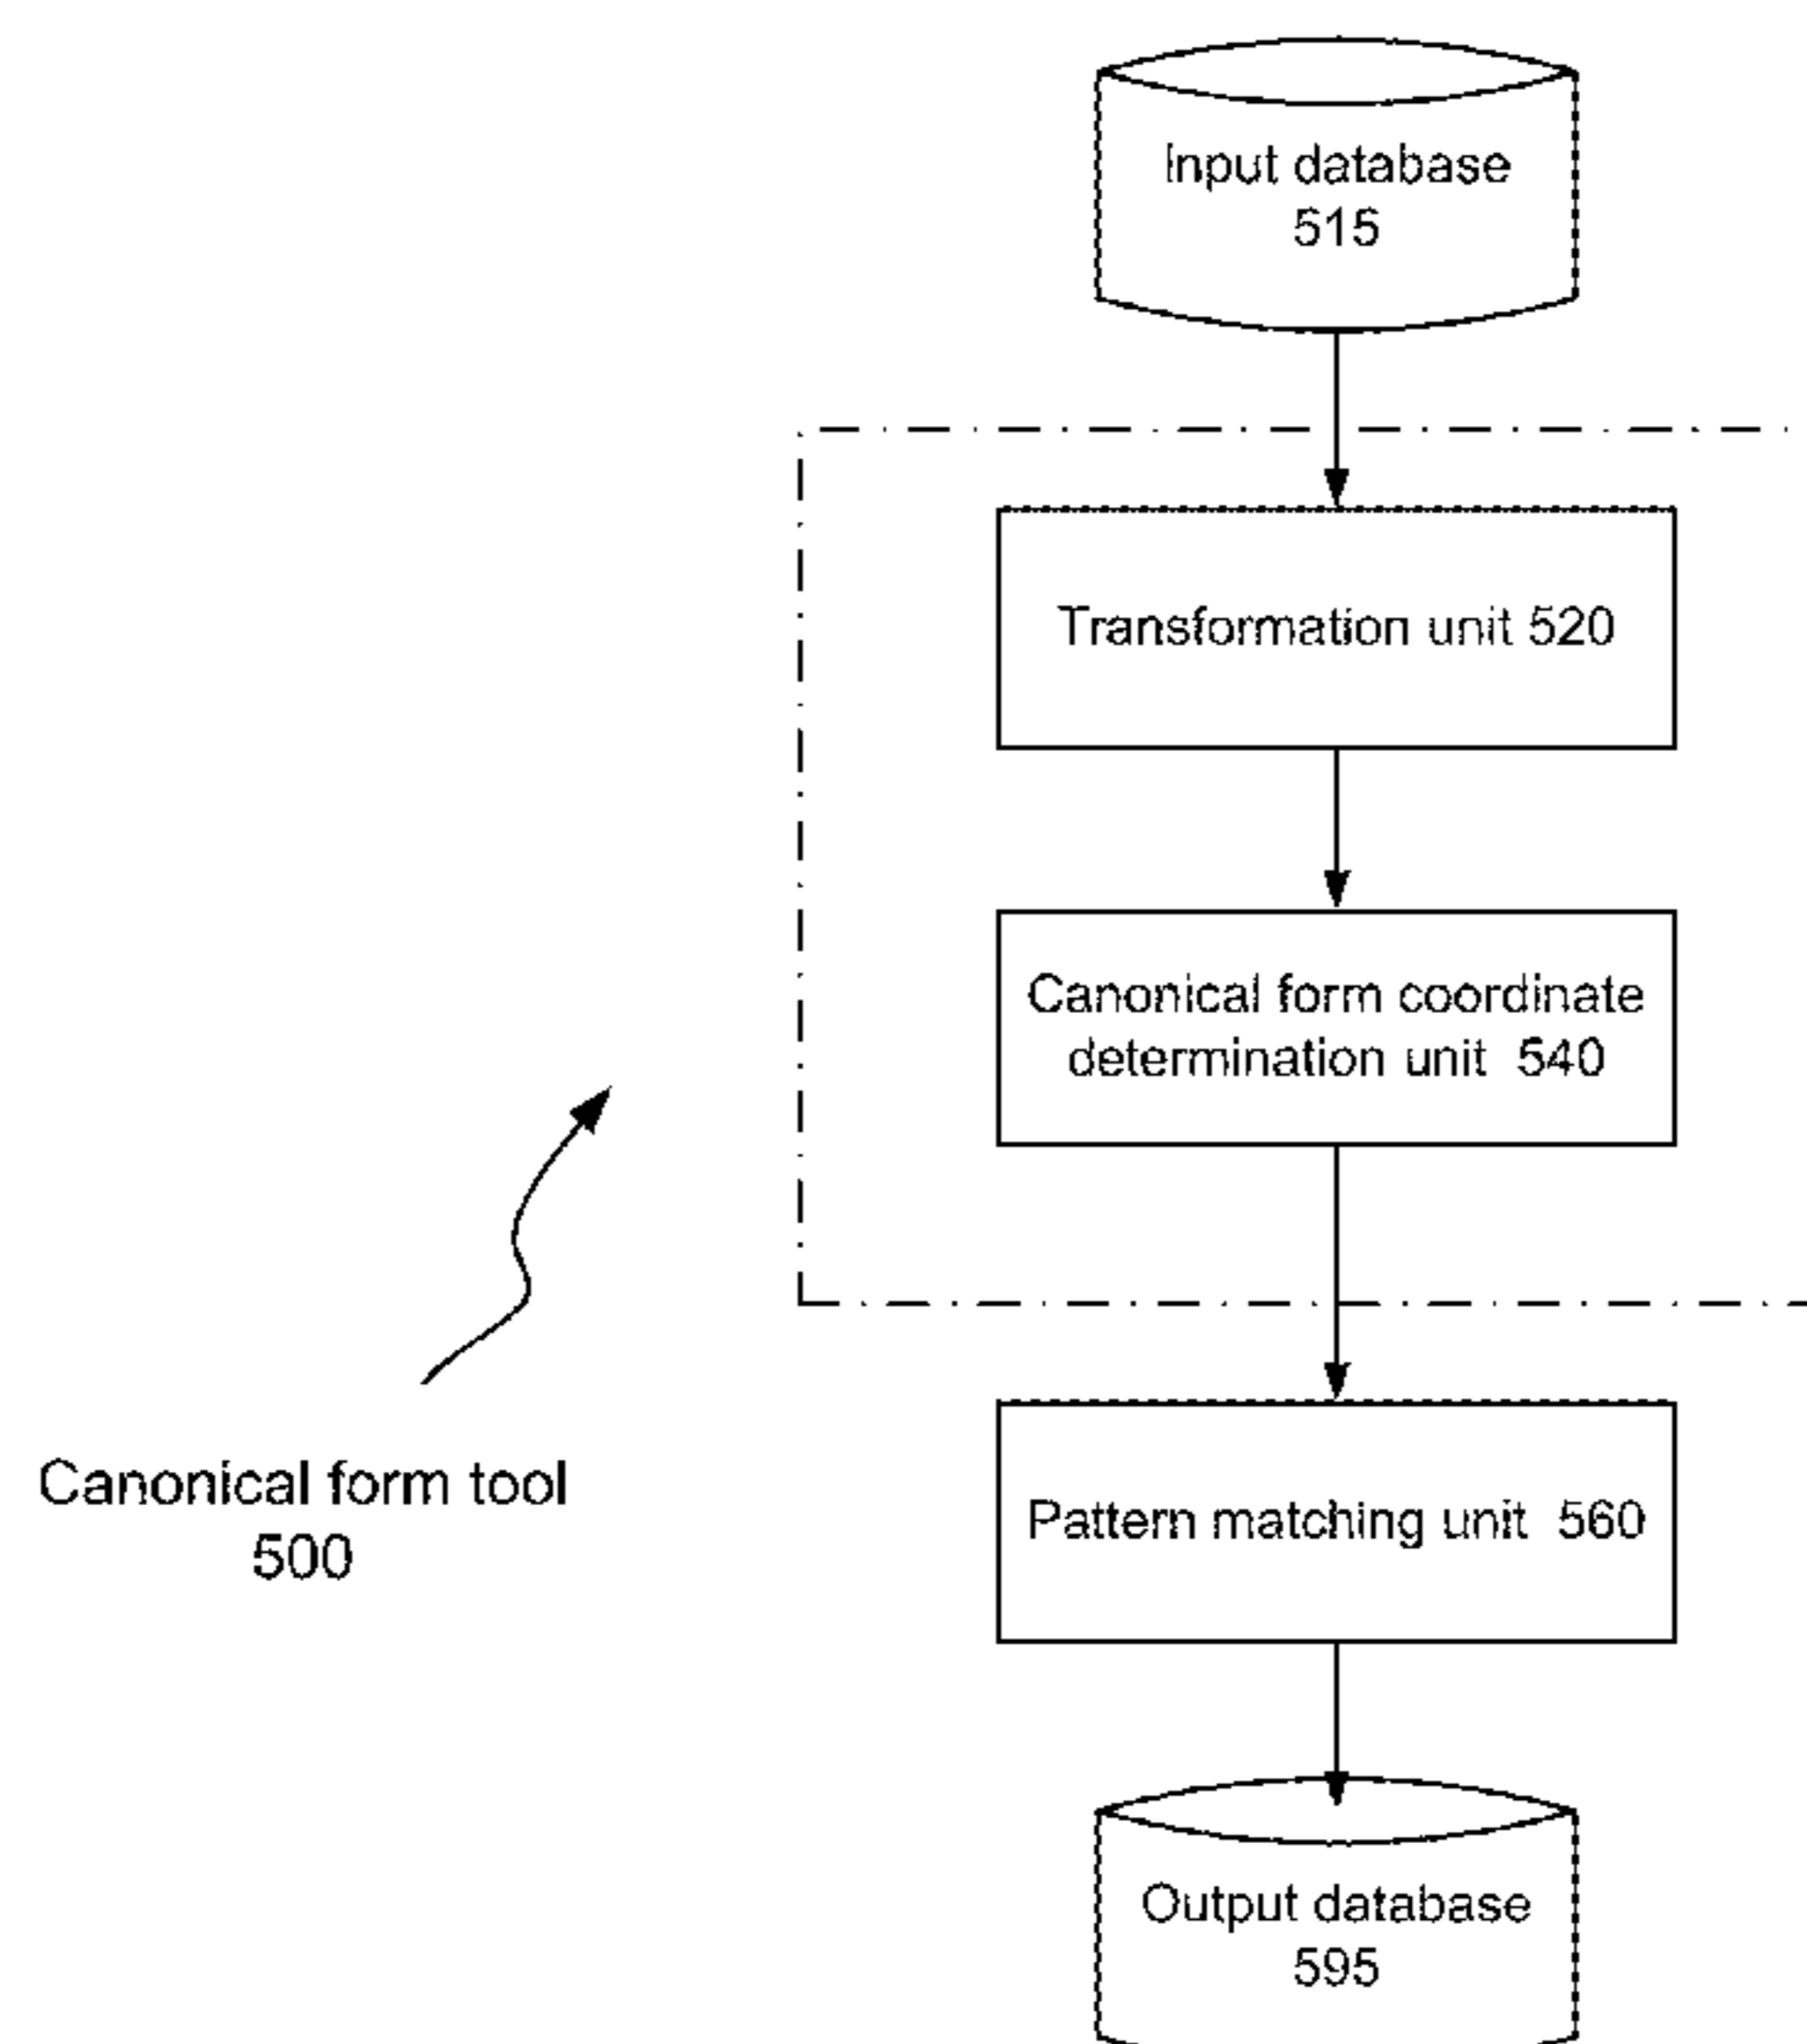 Input database
515
Transformation unit 520
Canonical form coordinate
determination unit 540
Canonical form tool
500
Pattern matching unit 560
Output database
595